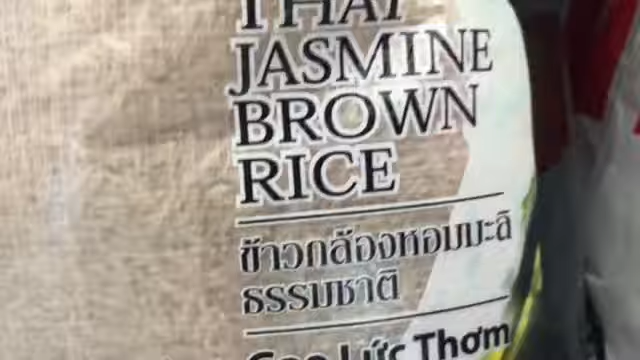 THAI
JASMINE
BROWN
RICE
ข้าวกล้องหอมมะลิ
ธรรมชาติ
Gạo Lức Thơm